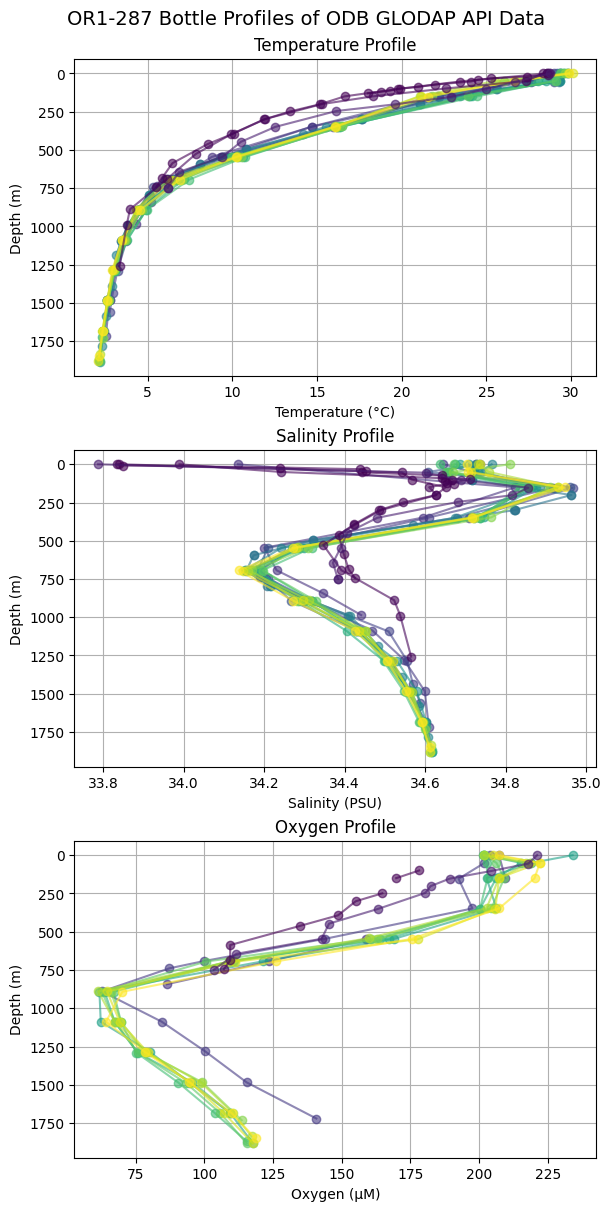 OR1-287 Bottle Profiles of ODB GLODAP API Data
Temperature Profile
0
250
500
750
1000
1250
1500
1750
Depth (m)
5 10 15 20 25 30
Temperature (°C)
Salinity Profile
0
250
500
750
1000
1250
1500
1750
Depth (m)
33.8 34.0 34.2 34.4 34.6 34.8 35.0
Salinity (PSU)
Oxygen Profile
0
250
500
750
1000
1250
1500
1750
Depth (m)
75 100 125 150 175 200 225
Oxygen (μM)